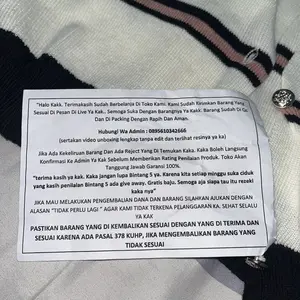 "Halo Kakk. Terimakasih Sudah Berbelanja Di Toko Kami. Kami Sudah Kirimkan Barang Yang
Sesuai Di Pesan Di Live Ya Kak.. Semoga Suka Dengan Barangnya Ya Kakkk. Barang Sudah Di Cek
Dan Di Packing Dengan Rapih Dan Aman.
Hubungi Wa Admin : 0895610342666
(sertakan video unboxing lengkap tanpa edit dan terlihat resinya ya ka)
Jika Ada Kekeliruan Barang Dan Ada Reject Yang Di Temukan Kakk. Kaka Boleh Langsung
Konfirmasi Ke Admin Ya Kak Sebelum Memberikan Rating Penilaian Produk. Toko Akan
Tanggung Jawab Garansi 100%.
"terima kasih ya kak. Kaka jangan lupa Bintang 5 ya. Karena kita setiap minggu suka ciduk
yang kasih penilaian Bintang 5 ada give away. Gratis baju. Semoga aja siapa tau itu rezeki
kaka nya"
JIKA MAU MELAKUKAN PENGEMBALIAN DANA DAN BARANG SILAHKAN AJUKAN DENGAN
ALASAN "TIDAK PERLU LAGI" AGAR KAMI TIDAK TERKENA PELANGGARAN KA. SEHAT SELALU
YA KAK
PASTIKAN BARANG YANG DI KEMBALIKAN SESUAI DENGAN YANG DI TERIMA DAN
SESUAI KARENA ADA PASAL 378 KUHP, JIKA MENGEMBALIKAN BARANG YANG
TIDAK SESUAI